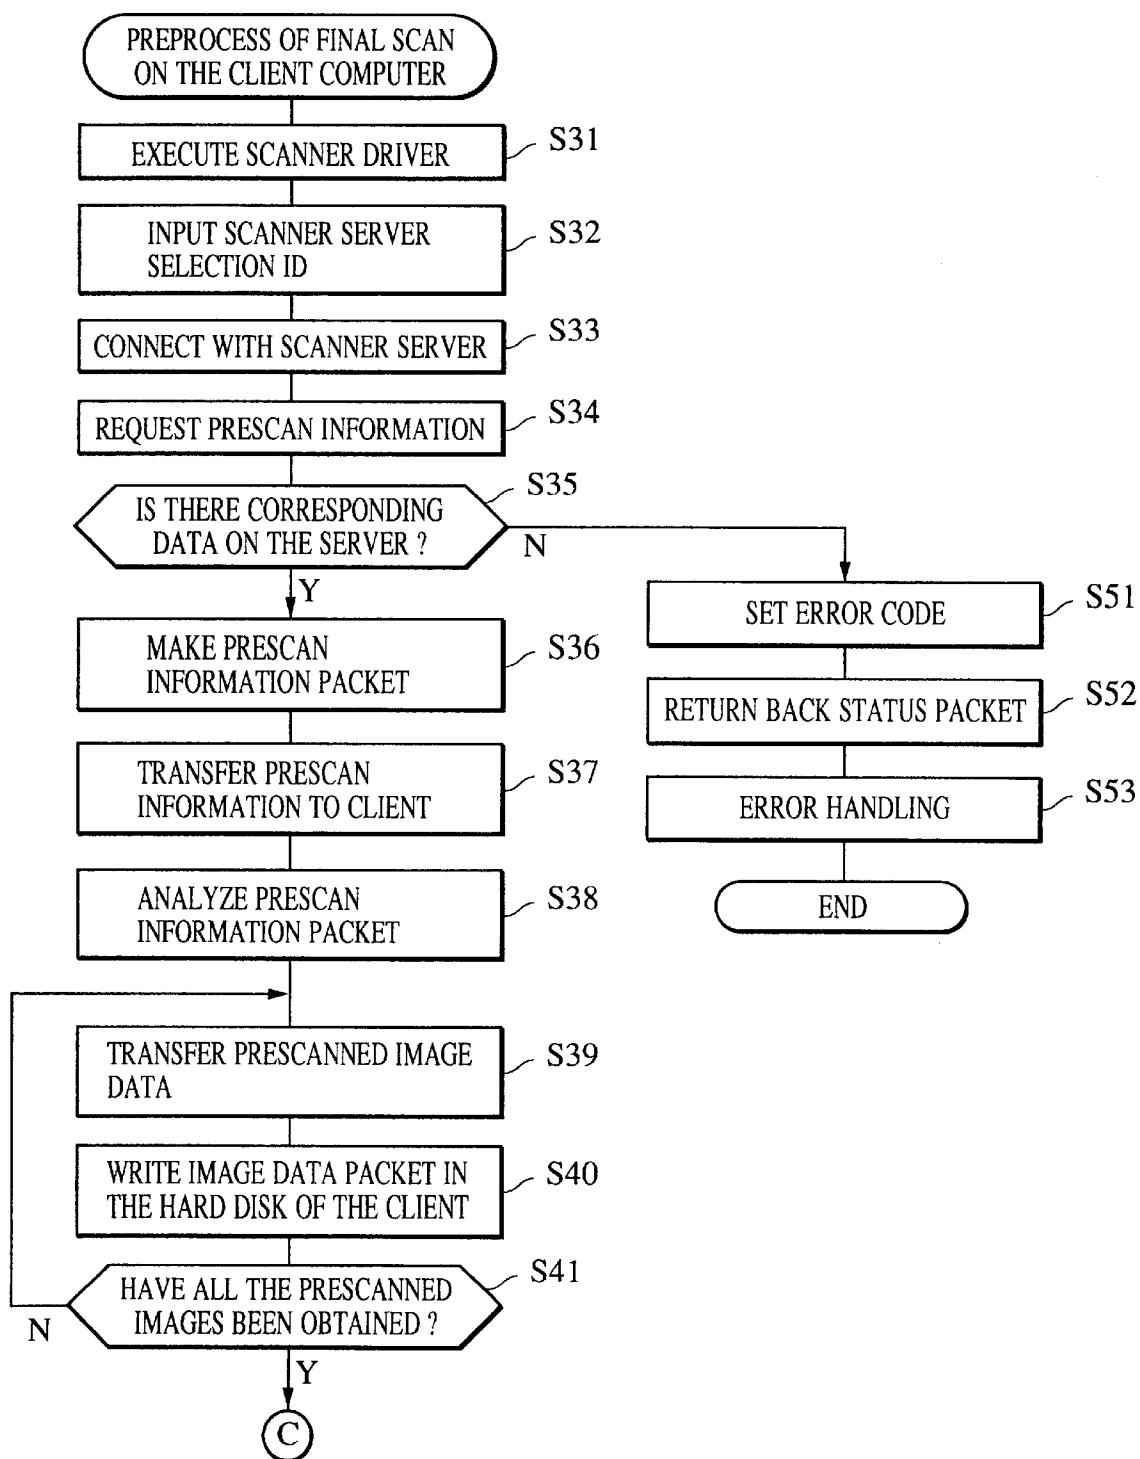 PREPROCESS OF FINAL SCAN
ON THE CLIENT COMPUTER
EXECUTE SCANNER DRIVER
S31
INPUT SCANNER SERVER
SELECTION ID
S32
CONNECT WITH SCANNER SERVER
S33
REQUEST PRESCAN INFORMATION
S34
IS THERE CORRESPONDING
DATA ON THE SERVER ?
S35
N
Y
MAKE PRESCAN
INFORMATION PACKET
S36
TRANSFER PRESCAN
INFORMATION TO CLIENT
S37
ANALYZE PRESCAN
INFORMATION PACKET
S38
TRANSFER PRESCANNED IMAGE
DATA
S39
WRITE IMAGE DATA PACKET IN
THE HARD DISK OF THE CLIENT
S40
HAVE ALL THE PRESCANNED
IMAGES BEEN OBTAINED ?
S41
N
Y
C
SET ERROR CODE
S51
RETURN BACK STATUS PACKET
S52
ERROR HANDLING
S53
END